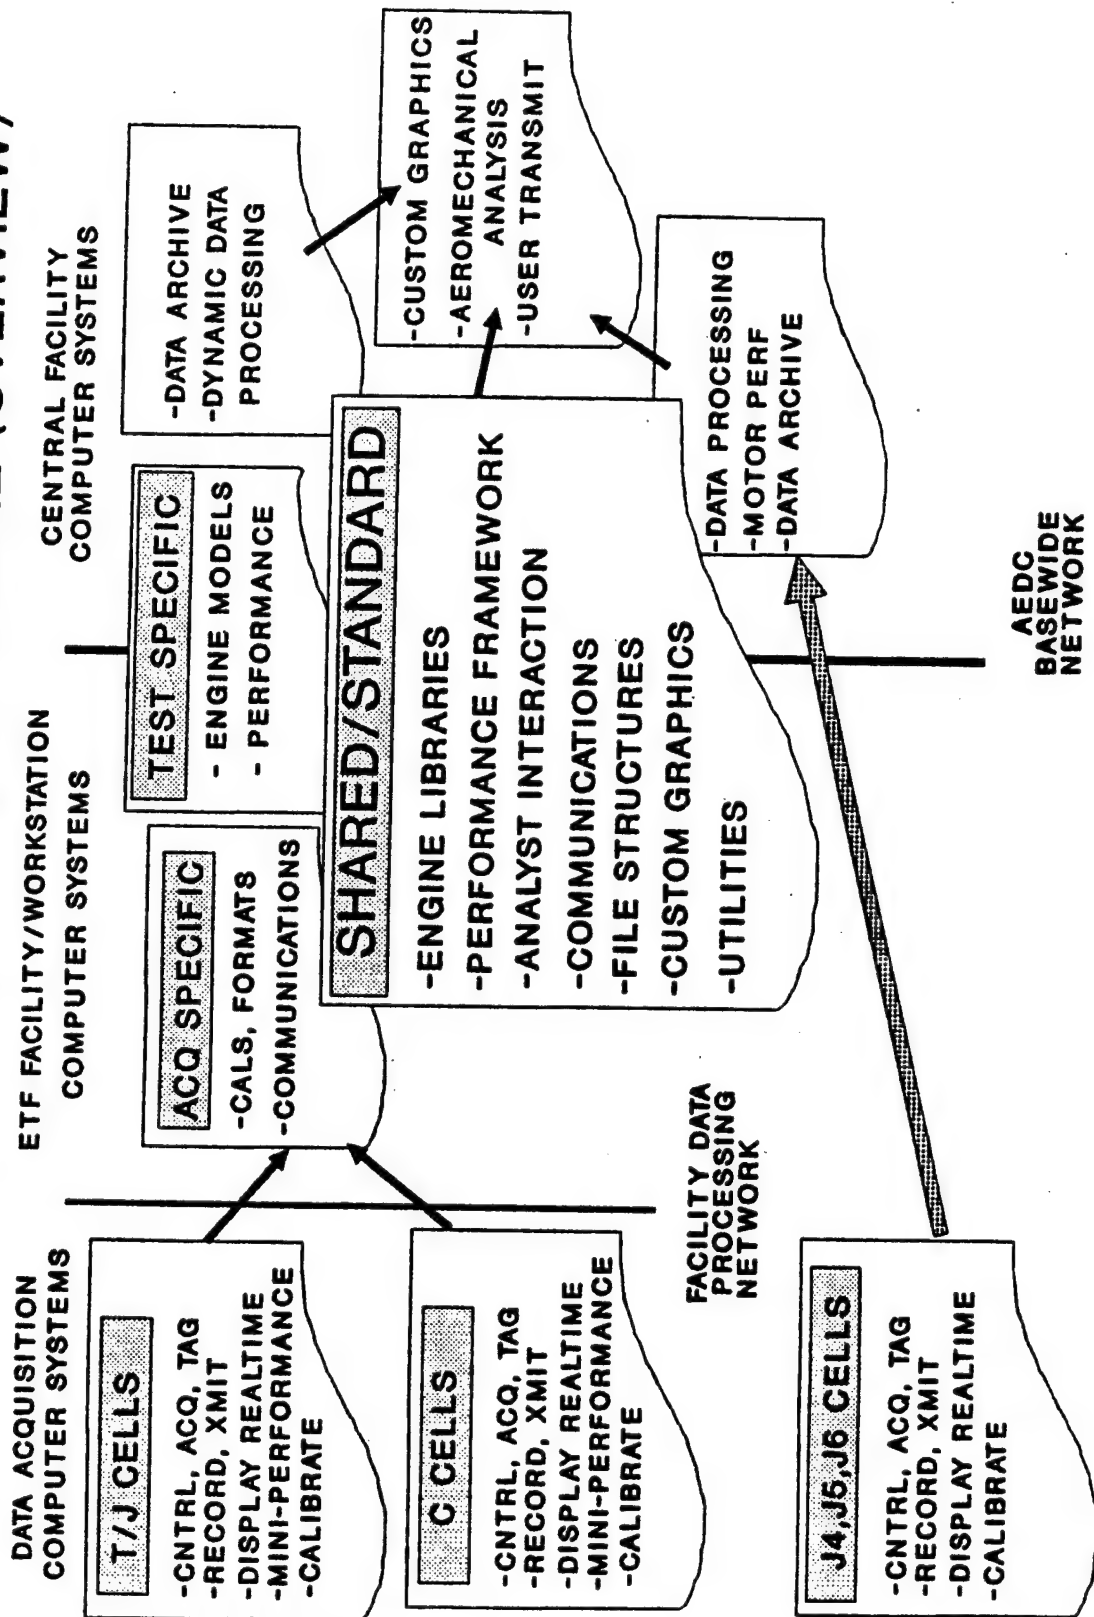 (OVERVIEW)
DATA ACQUISITION
COMPUTER SYSTEMS
ETF FACILITY/WORKSTATION
COMPUTER SYSTEMS
CENTRAL FACILITY
COMPUTER SYSTEMS
T/J CELLS
-CNTRL, ACQ, TAG
-RECORD, XMIT
-DISPLAY REALTIME
-MINI-PERFORMANCE
-CALIBRATE
C CELLS
-CNTRL, ACQ, TAG
-RECORD, XMIT
-DISPLAY REALTIME
-MINI-PERFORMANCE
-CALIBRATE
J4,J5,J6 CELLS
-CNTRL, ACQ, TAG
-RECORD, XMIT
-DISPLAY REALTIME
-CALIBRATE
FACILITY DATA
PROCESSING
NETWORK
ACQ SPECIFIC
-CALS, FORMATS
-COMMUNICATIONS
TEST SPECIFIC
- ENGINE MODELS
- PERFORMANCE
SHARED/STANDARD
-ENGINE LIBRARIES
-PERFORMANCE FRAMEWORK
-ANALYST INTERACTION
-COMMUNICATIONS
-FILE STRUCTURES
-CUSTOM GRAPHICS
-UTILITIES
-DATA ARCHIVE
-DYNAMIC DATA
PROCESSING
-CUSTOM GRAPHICS
-AEROMECHANICAL
ANALYSIS
-USER TRANSMIT
-DATA PROCESSING
-MOTOR PERF
-DATA ARCHIVE
AEDC
BASEWIDE
NETWORK